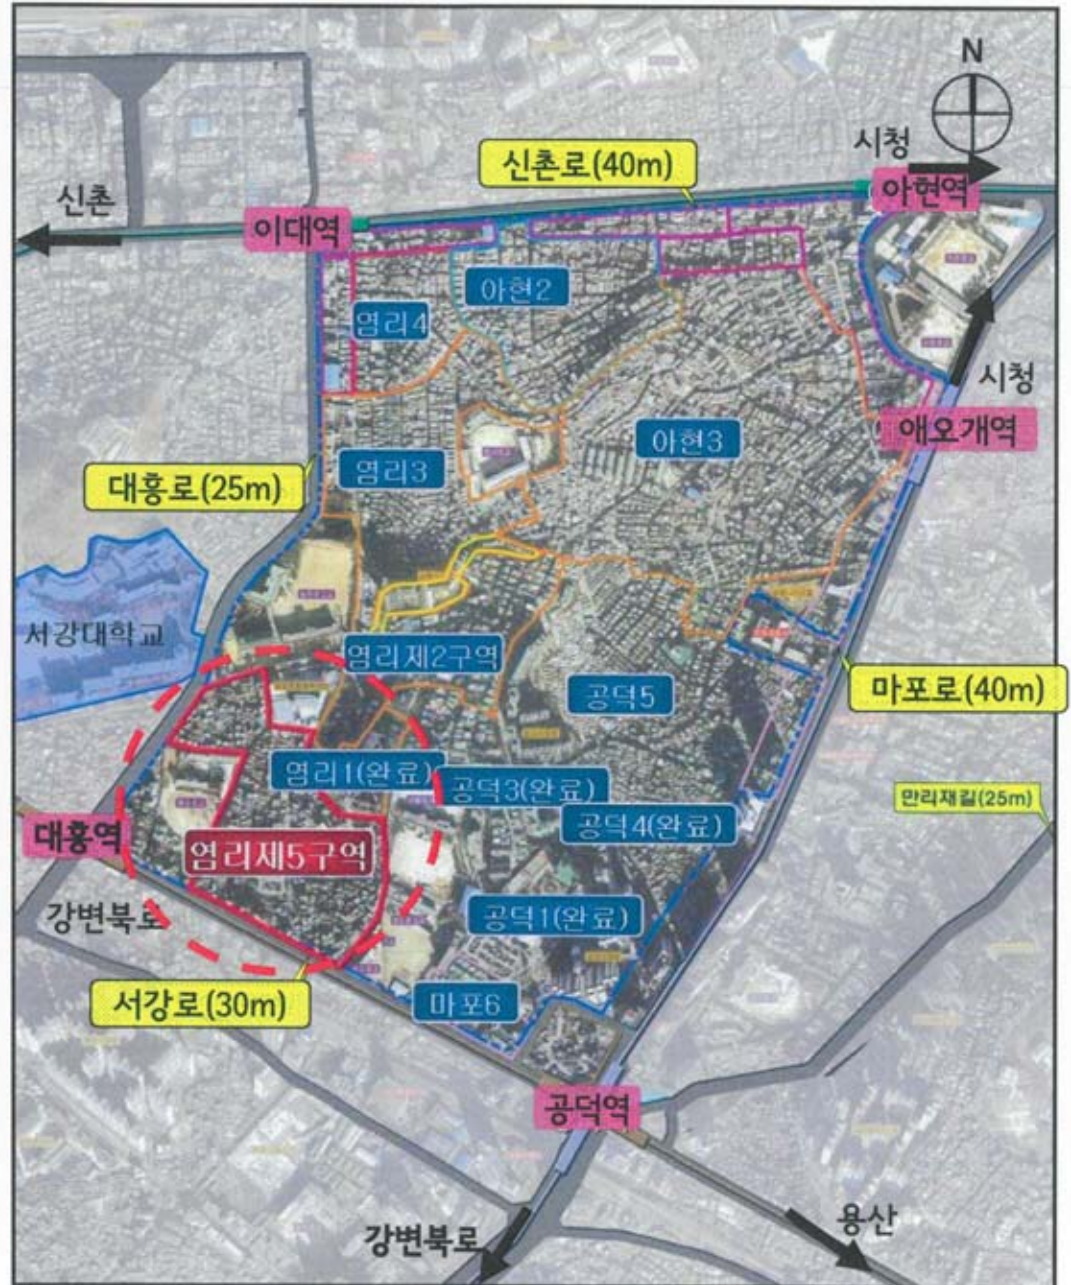 N
시청
신촌로(40m)
아현역
신촌
이대역
아현2
염리4
시청
애오개역
아현3
염리3
대흥로(25m)
서강대학교
염리제2구역
공덕5
마포로(40m)
염리1(완료)
공덕3(완료)
만리재길(25m)
공덕4(완료)
대흥역
염리제5구역
강변북로
공덕1(완료)
서강로(30m)
마포6
공덕역
용산
강변북로